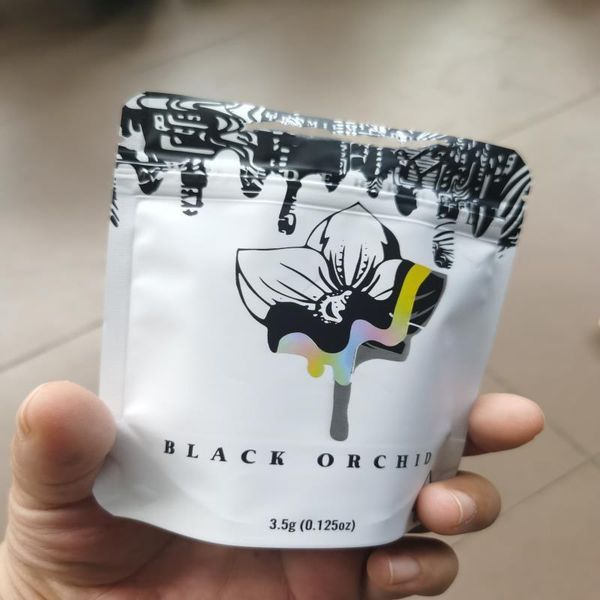 BLACK ORCHID
3.5g (0.125oz)